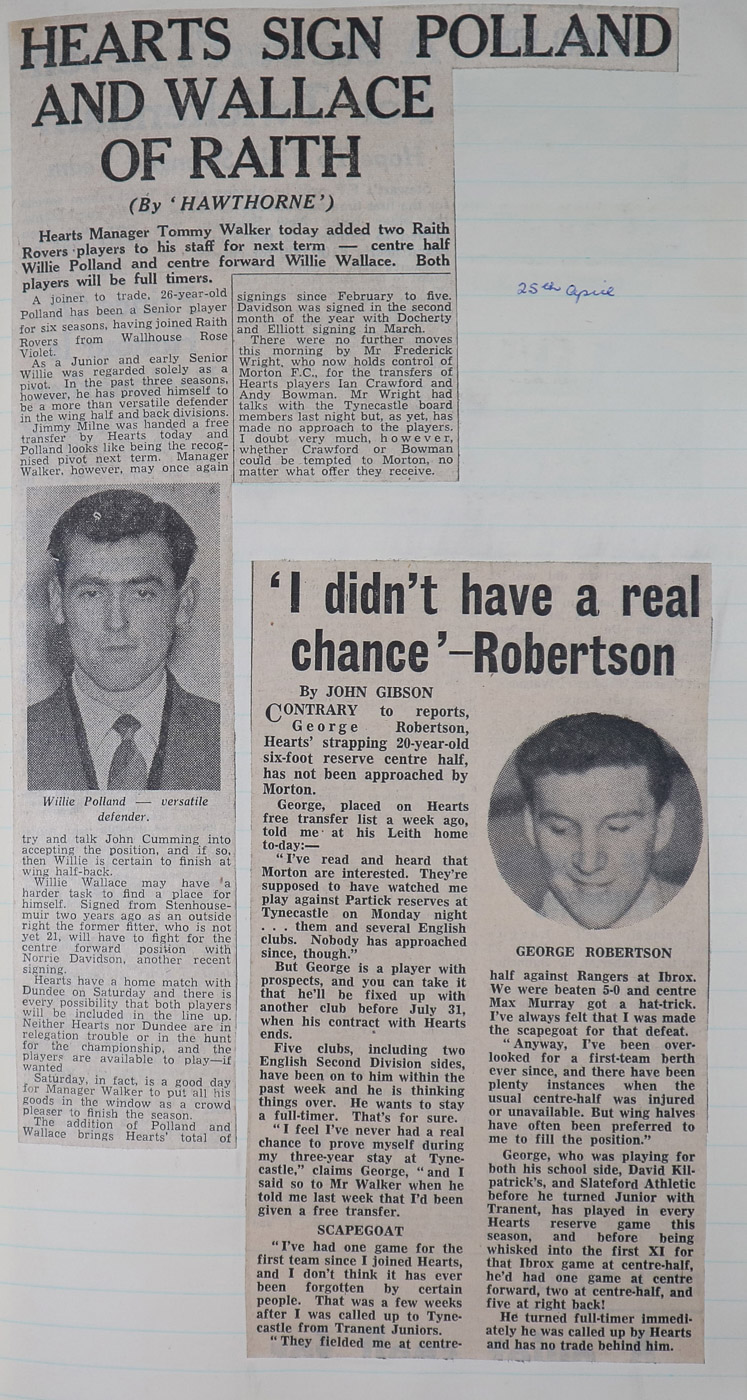 HEARTS SIGN POLLAND
AND WALLACE
OF RAITH
(By 'HAWTHORNE')
Hearts Manager Tommy Walker today added two Raith
Rovers players to his staff for next term — centre half
Willie Polland and centre forward Willie Wallace. Both
players will be full timers.
A joiner to trade, 26-year-old
Polland has been a Senior player
for six seasons, having joined Raith
Rovers from Wallhouse Rose
Violet.
As a Junior and early Senior
Willie was regarded solely as a
pivot. In the past three seasons,
however, he has proved himself to
be a more than versatile defender
in the wing half and back divisions.
Jimmy Milne was handed a free
transfer by Hearts today and
Polland looks like being the recog-
nised pivot next term. Manager
Walker, however, may once again
Willie Polland — versatile
defender.
try and talk John Cumming into
accepting the position, and if so,
then Willie is certain to finish at
wing half-back.
Willie Wallace may have a
harder task to find a place for
himself. Signed from Stenhouse-
muir two years ago as an outside
right the former fitter, who is not
yet 21, will have to fight for the
centre forward position with
Norrie Davidson, another recent
signing.
Hearts have a home match with
Dundee on Saturday and there is
every possibility that both players
will be included in the line up.
Neither Hearts nor Dundee are in
relegation trouble or in the hunt
for the championship, and the
players are available to play—if
wanted
Saturday, in fact, is a good day
for Manager Walker to put all his
goods in the window as a crowd
pleaser to finish the season.
The addition of Polland and
Wallace brings Hearts' total of
signings since February to five.
Davidson was signed in the second
month of the year with Docherty
and Elliott signing in March.
There were no further moves
this morning by Mr Frederick
Wright, who now holds control of
Morton F.C., for the transfers of
Hearts players Ian Crawford and
Andy Bowman. Mr Wright had
talks with the Tynecastle board
members last night but, as yet, has
made no approach to the players.
I doubt very much, however,
whether Crawford or Bowman
could be tempted to Morton, no
matter what offer they receive.
25th April
'I didn't have a real
chance'–Robertson
By JOHN GIBSON
CONTRARY to reports,
George Robertson,
Hearts' strapping 20-year-old
six-foot reserve centre half,
has not been approached by
Morton.
George, placed on Hearts
free transfer list a week ago,
told me at his Leith home
to-day:—
"I've read and heard that
Morton are interested. They're
supposed to have watched me
play against Partick reserves at
Tynecastle on Monday night
. . . them and several English
clubs. Nobody has approached
since, though."
But George is a player with
prospects, and you can take it
that he'll be fixed up with
another club before July 31,
when his contract with Hearts
ends.
Five clubs, including two
English Second Division sides,
have been on to him within the
past week and he is thinking
things over. He wants to stay
a full-timer. That's for sure.
"I feel I've never had a real
chance to prove myself during
my three-year stay at Tyne-
castle," claims George, "and I
said so to Mr Walker when he
told me last week that I'd been
given a free transfer.
SCAPEGOAT
"I've had one game for the
first team since I joined Hearts,
and I don't think it has ever
been forgotten by certain
people. That was a few weeks
after I was called up to Tyne-
castle from Tranent Juniors.
"They fielded me at centre-
GEORGE ROBERTSON
half against Rangers at Ibrox.
We were beaten 5-0 and centre
Max Murray got a hat-trick.
I've always felt that I was made
the scapegoat for that defeat.
"Anyway, I've been over-
looked for a first-team berth
ever since, and there have been
plenty instances when the
usual centre-half was injured
or unavailable. But wing halves
have often been preferred to
me to fill the position."
George, who was playing for
both his school side, David Kil-
patrick's, and Slateford Athletic
before he turned Junior with
Tranent, has played in every
Hearts reserve game this
season, and before being
whisked into the first XI for
that Ibrox game at centre-half,
he'd had one game at centre
forward, two at centre-half, and
five at right back!
He turned full-timer immedi-
ately he was called up by Hearts
and has no trade behind him.